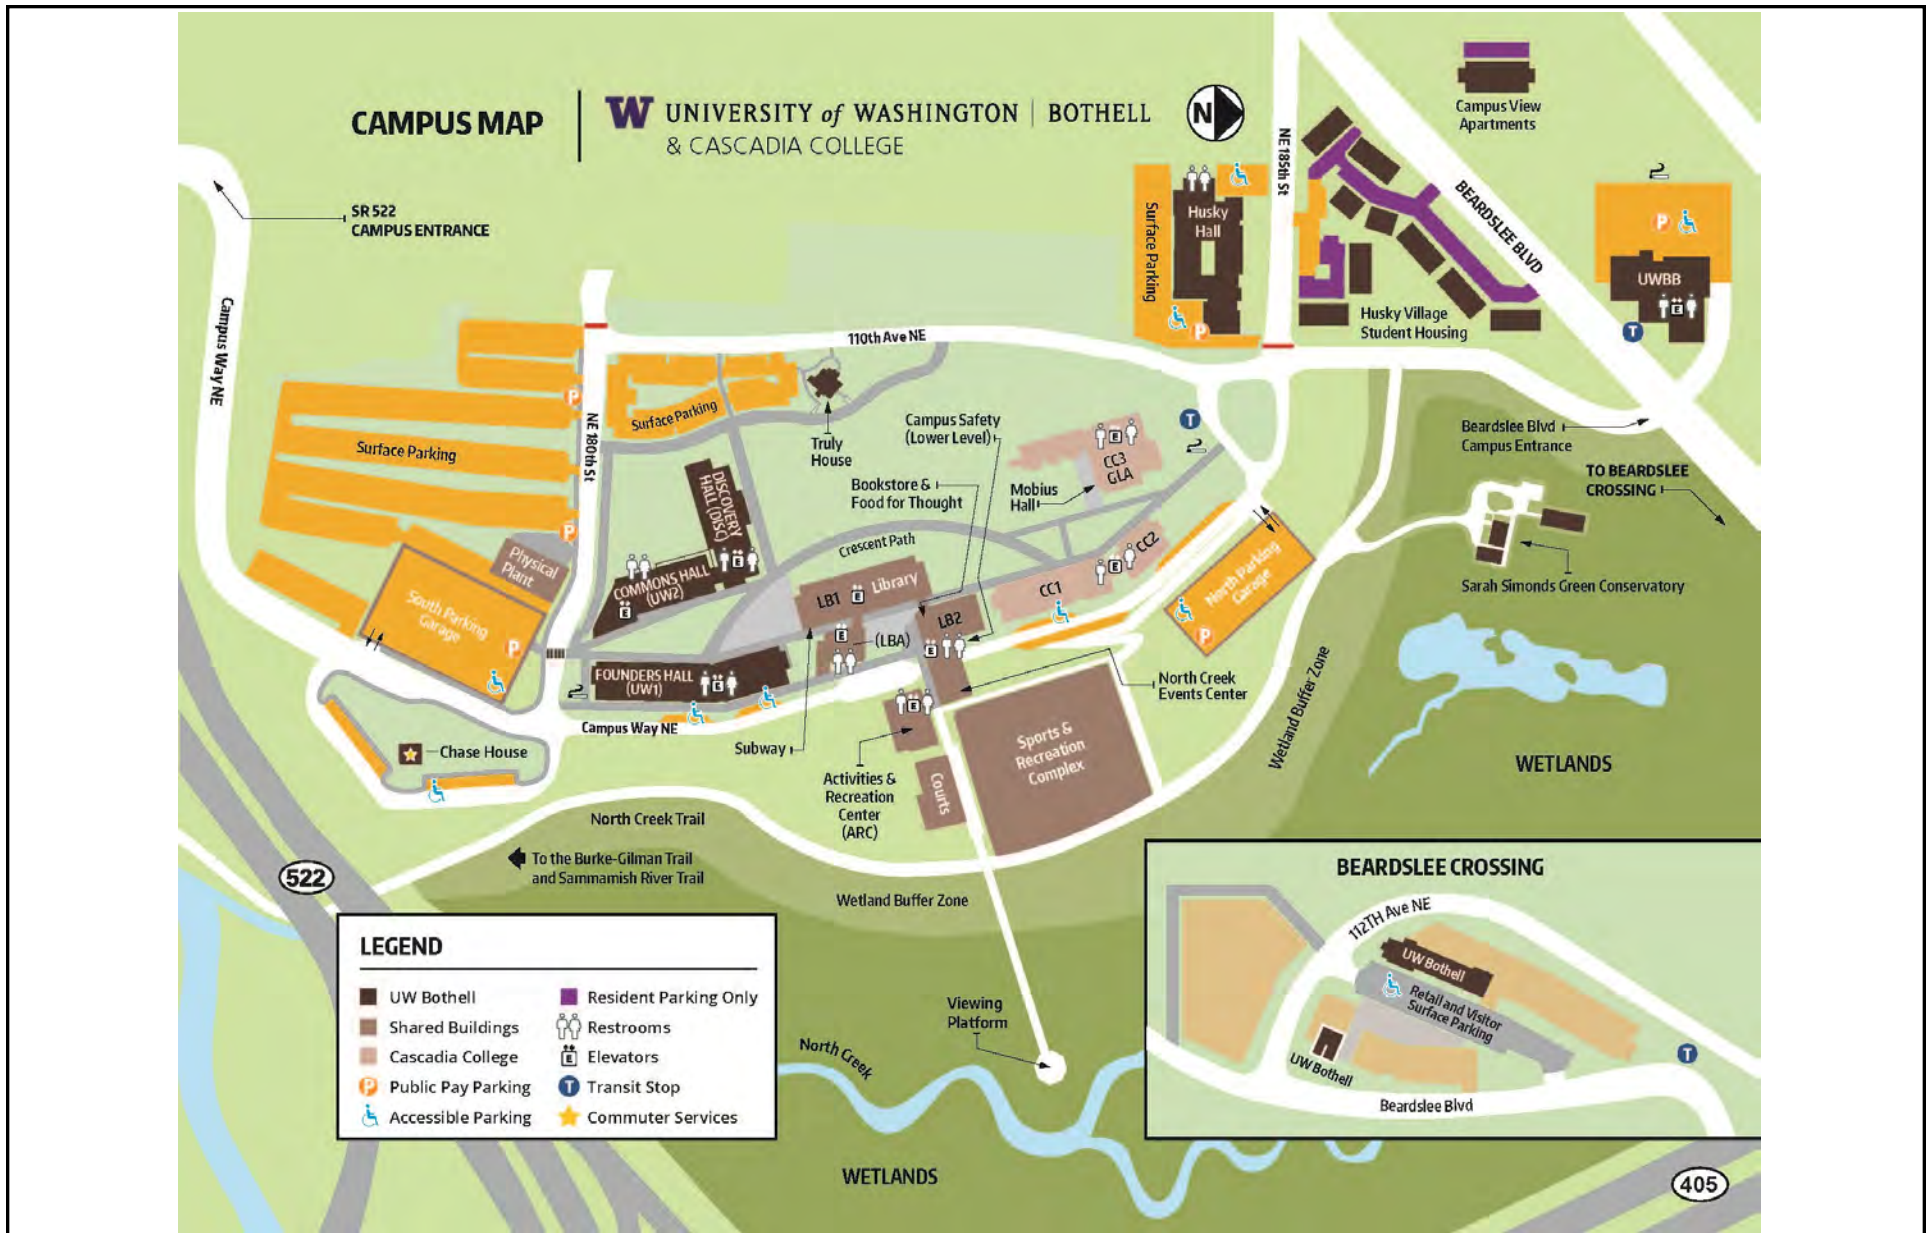 CAMPUS MAP
W UNIVERSITY of WASHINGTON | BOTHELL
& CASCADIA COLLEGE
N
NE 185th St
Campus View
Apartments
SR 522
CAMPUS ENTRANCE
Campus Way NE
Surface Parking
Husky
Hall
P
BEARDSLEE BLVD
Husky Village
Student Housing
P
UWBB
E
T
110th Ave NE
P
NE 180th St
Surface Parking
Surface Parking
P
Truly
House
Campus Safety
(Lower Level)
Bookstore &
Food for Thought
Mobius
Hall
CC3
GLA
E
T
Beardslee Blvd
Campus Entrance
TO BEARDSLEE
CROSSING
Sarah Simonds Green Conservatory
DISCOVERY
HALL (DISC)
E
COMMONS HALL
(UW2)
E
Physical
Plant
South Parking
Garage
P
Crescent Path
LB1
E
Library
(LBA)
E
LB2
E
CC1
CC2
E
North Parking
Garage
P
FOUNDERS HALL
(UW1)
E
Campus Way NE
Subway
Chase House
Activities &
Recreation
Center
(ARC)
E
Courts
Sports &
Recreation
Complex
North Creek
Events Center
Wetland Buffer Zone
WETLANDS
North Creek Trail
To the Burke-Gilman Trail
and Sammamish River Trail
Wetland Buffer Zone
522
Viewing
Platform
North Creek
WETLANDS
LEGEND
UW Bothell
Shared Buildings
Cascadia College
P Public Pay Parking
Accessible Parking
Resident Parking Only
Restrooms
E Elevators
T Transit Stop
Commuter Services
BEARDSLEE CROSSING
112TH Ave NE
UW Bothell
Retail and Visitor
Surface Parking
UW Bothell
T
Beardslee Blvd
405